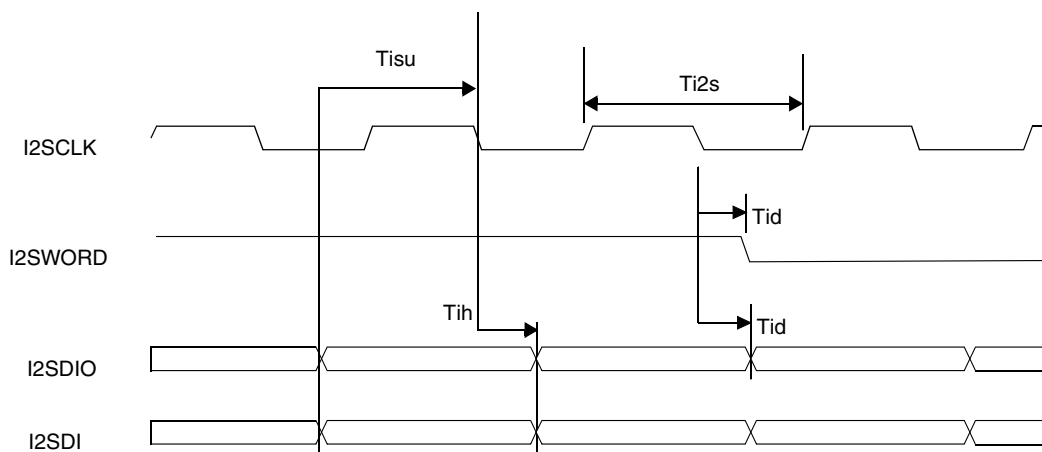 Tisu
Ti2s
I2SCLK
Tid
I2SWORD
Tih
Tid
I2SDIO
I2SDI